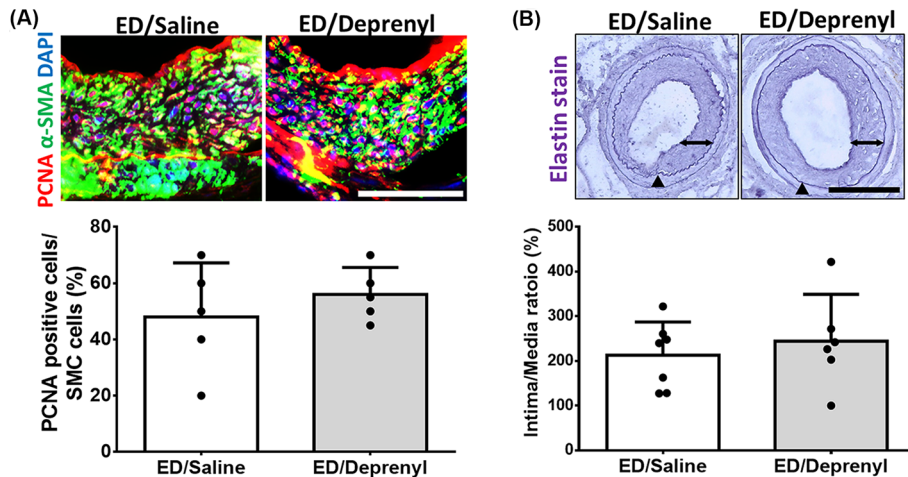 (A)
ED/Saline
ED/Deprenyl
PCNA α-SMA DAPI
PCNA positive cells/
SMC cells (%)
80
60
40
20
0
ED/Saline
ED/Deprenyl
(B)
ED/Saline
ED/Deprenyl
Elastin stain
Intima/Media ratoio (%)
500
400
300
200
100
0
ED/Saline
ED/Deprenyl